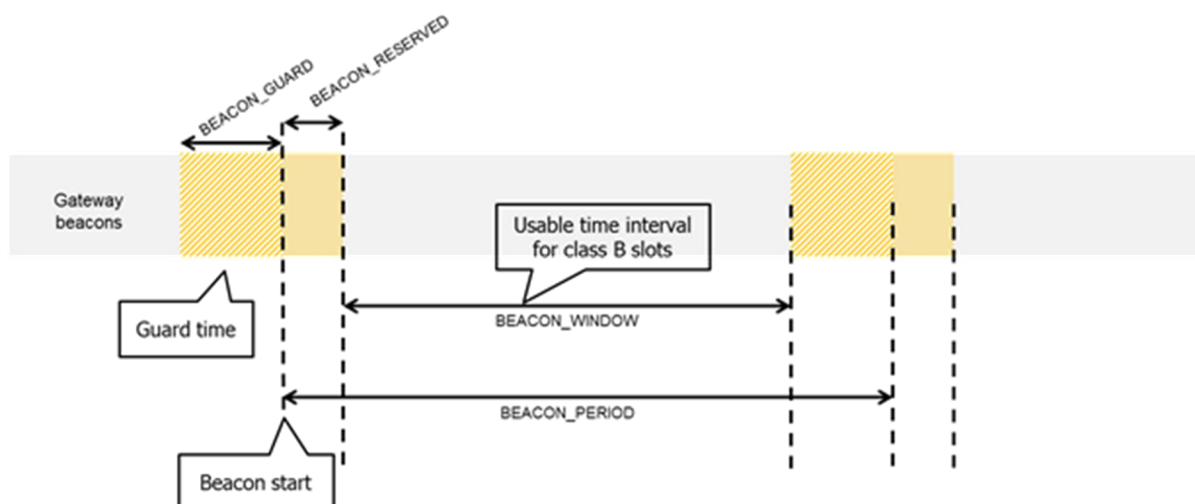 BEACON_GUARD
BEACON_RESERVED
Gateway
beacons
Usable time interval
for class B slots
Guard time
BEACON_WINDOW
BEACON_PERIOD
Beacon start